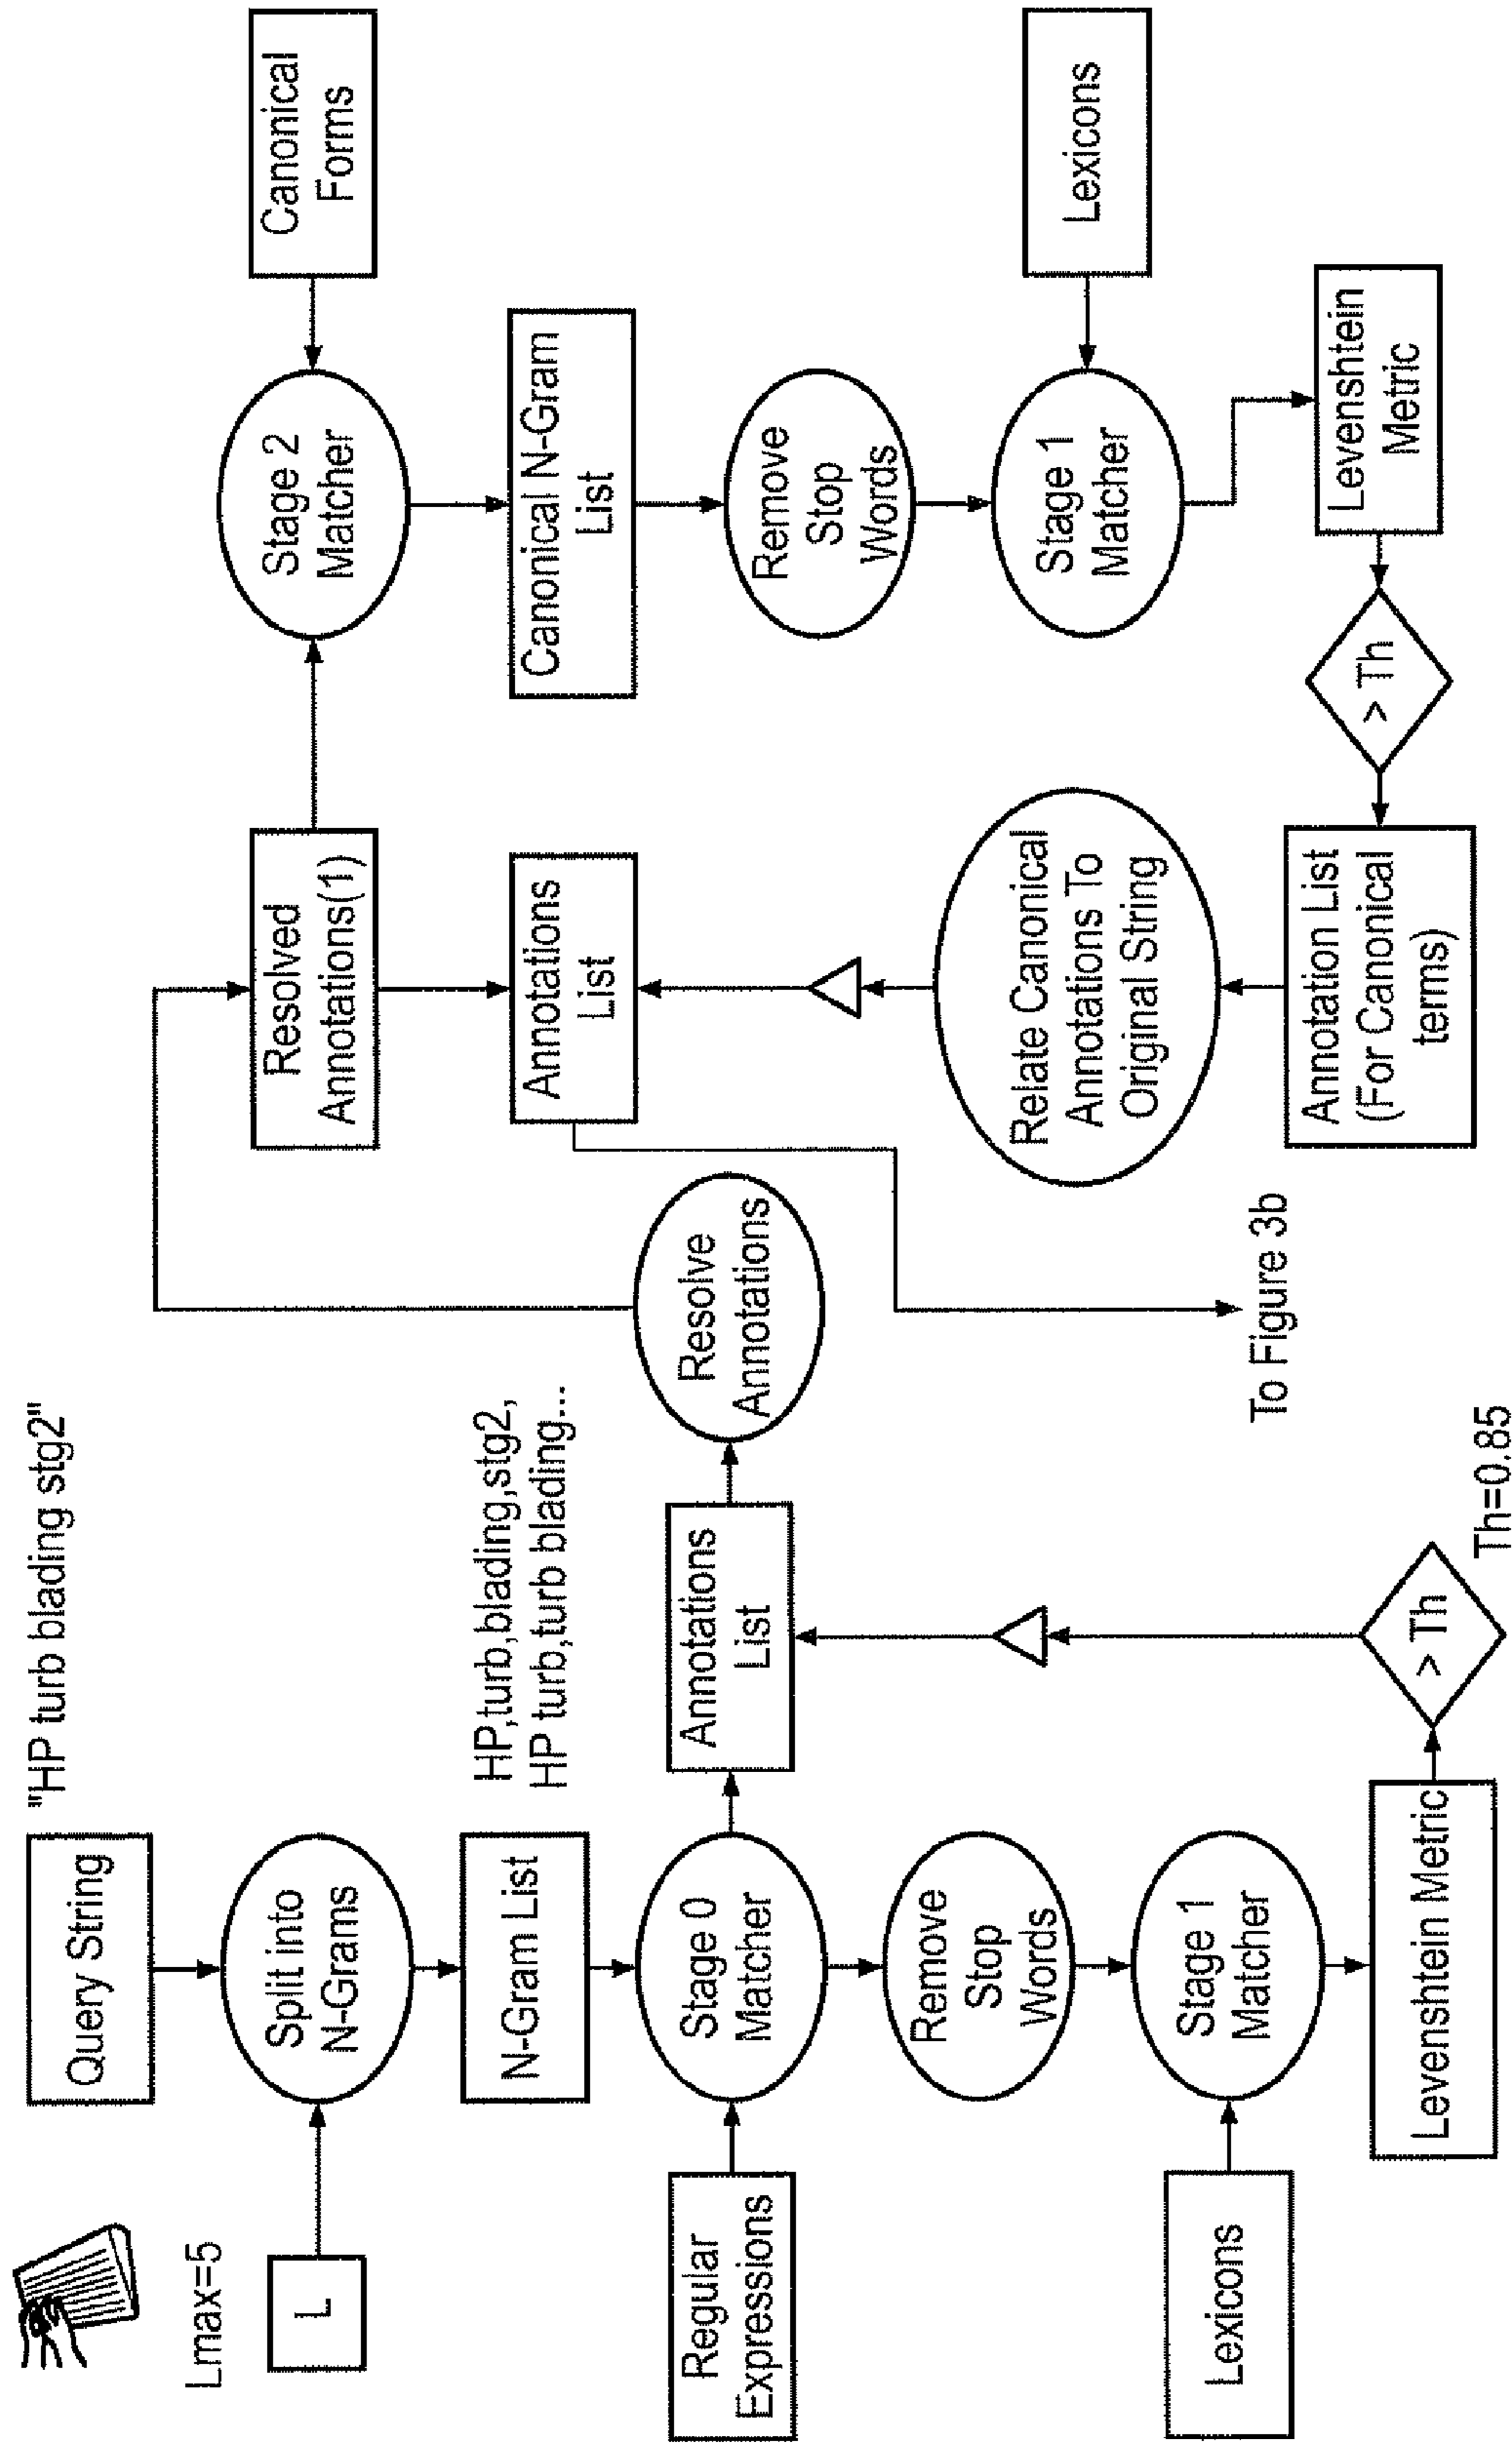 Lmax=5
L
Query String
"HP turb blading stg2"
Split into
N-Grams
N-Gram List
HP,turb,blading,stg2,
HP turb,turb blading...
Regular
Expressions
Stage 0
Matcher
Annotations
List
Resolve
Annotations
Remove
Stop
Words
Lexicons
Stage 1
Matcher
Levenshtein Metric
> Th
Th=0.85
Resolved
Annotations(1)
Annotations
List
To Figure 3b
Stage 2
Matcher
Canonical
Forms
Canonical N-Gram
List
Remove
Stop
Words
Stage 1
Matcher
Lexicons
Levenshtein
Metric
> Th
Annotation List
(For Canonical
terms)
Relate Canonical
Annotations To
Original String